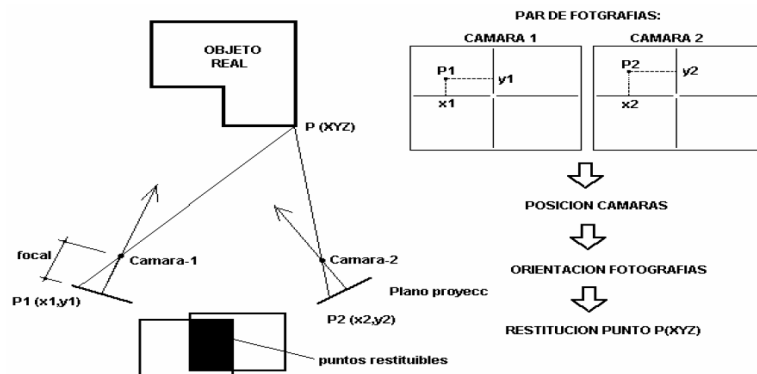 OBJETO
REAL
P (XYZ)
focal
Camara-1
Camara-2
P1 (x1,y1)
Plano proyecc
P2 (x2,y2)
puntos restituibles
PAR DE FOTGRAFIAS:
CAMARA 1
CAMARA 2
P1
y1
x1
P2
y2
x2
POSICION CAMARAS
ORIENTACION FOTOGRAFIAS
RESTITUCION PUNTO P(XYZ)